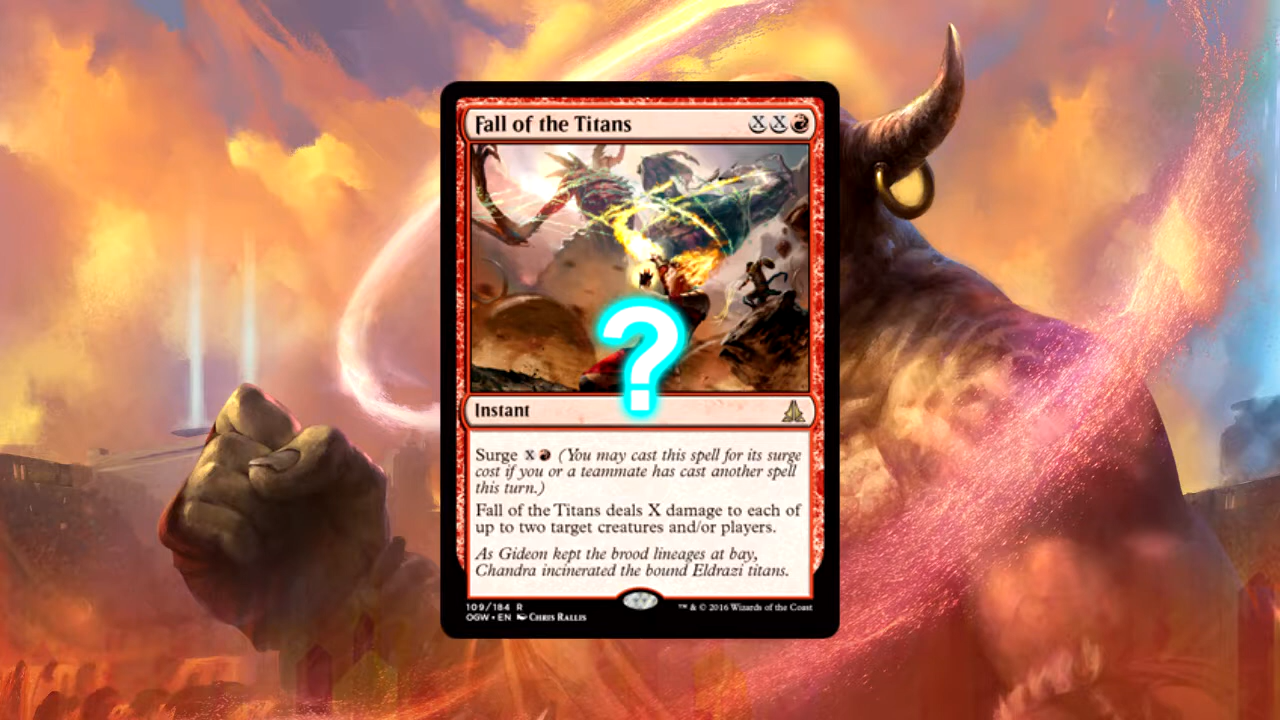 Fall of the Titans XXR
?
Instant
Surge X R (You may cast this spell for its surge
cost if you or a teammate has cast another spell
this turn.)
Fall of the Titans deals X damage to each of
up to two target creatures and/or players.
As Gideon kept the brood lineages at bay,
Chandra incinerated the bound Eldrazi titans.
109/184 R
OGW • EN Chris Rallis
™ & © 2016 Wizards of the Coast